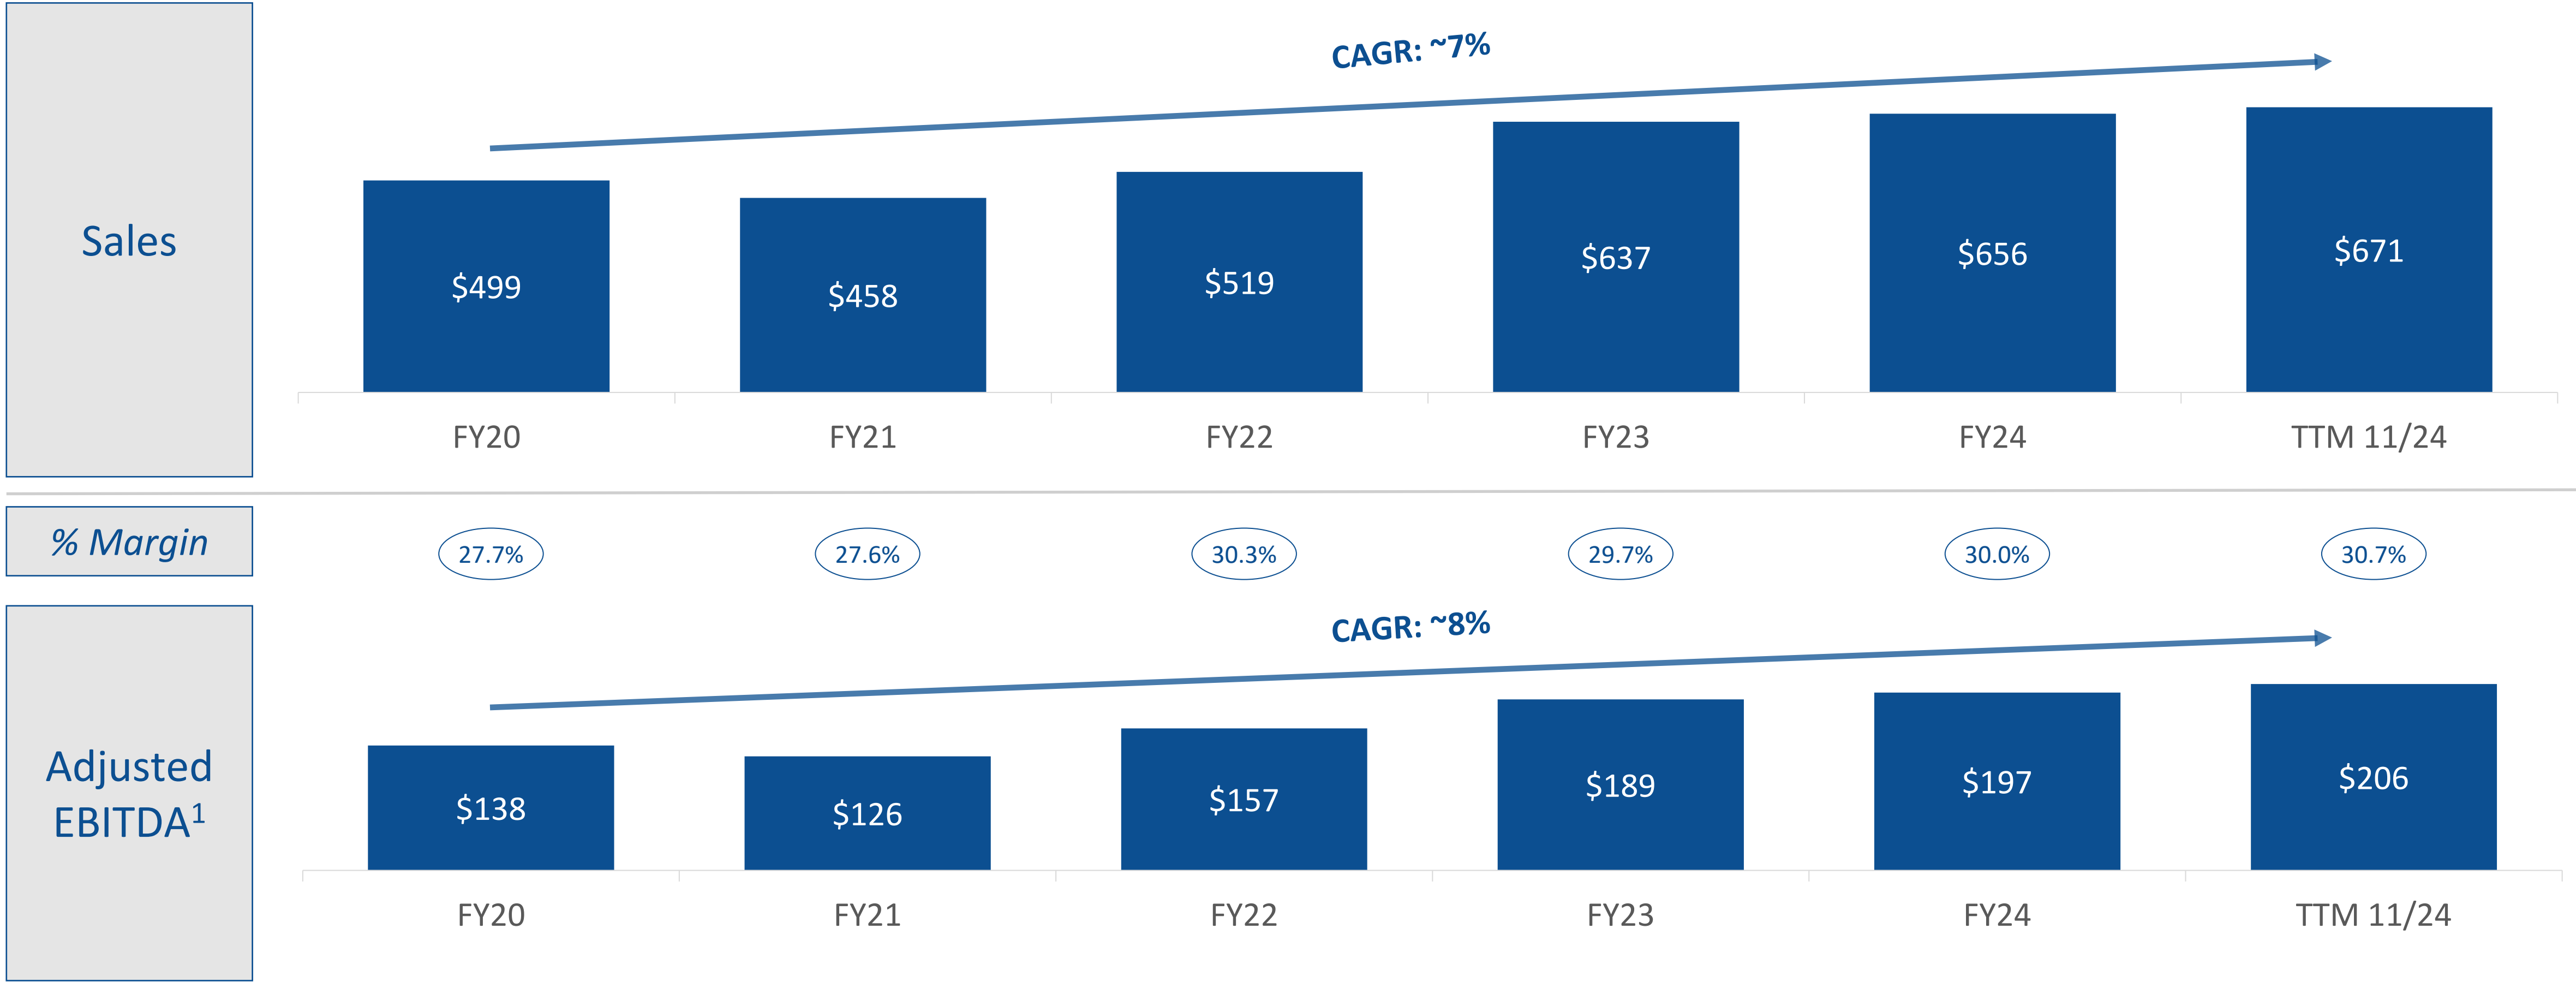 CAGR: ~7%
Sales
$499
$458
$519
$637
$656
$671
FY20
FY21
FY22
FY23
FY24
TTM 11/24
% Margin
27.7%
27.6%
30.3%
29.7%
30.0%
30.7%
CAGR: ~8%
Adjusted
EBITDA¹
$138
$126
$157
$189
$197
$206
FY20
FY21
FY22
FY23
FY24
TTM 11/24